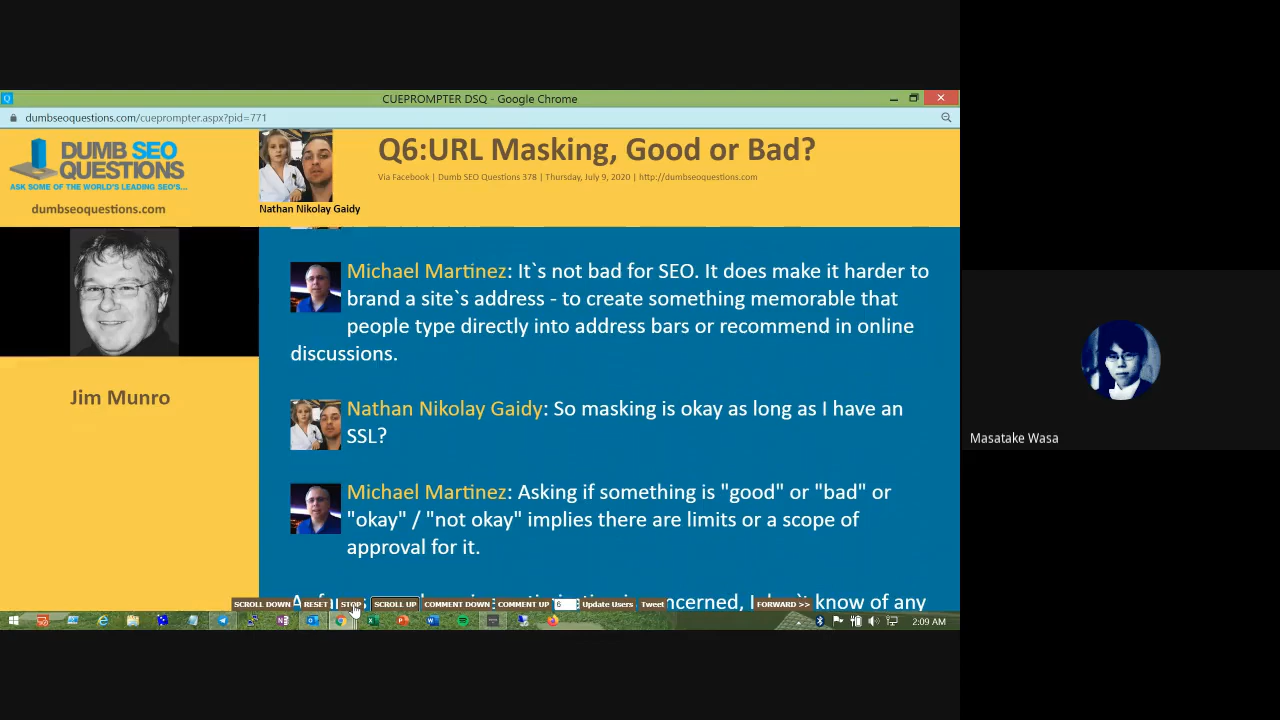 CUEPROMPTER DSQ - Google Chrome
dumbseoquestions.com/cueprompter.aspx?pid=771
DUMB SEO
QUESTIONS
ASK SOME OF THE WORLD'S LEADING SEO'S...
dumbseoquestions.com
Nathan Nikolay Gaidy
Q6:URL Masking, Good or Bad?
Via Facebook | Dumb SEO Questions 378 | Thursday, July 9, 2020 | http://dumbseoquestions.com
Jim Munro
Michael Martinez: It`s not bad for SEO. It does make it harder to
brand a site`s address - to create something memorable that
people type directly into address bars or recommend in online
discussions.
Nathan Nikolay Gaidy: So masking is okay as long as I have an
SSL?
Michael Martinez: Asking if something is "good" or "bad" or
"okay" / "not okay" implies there are limits or a scope of
approval for it.
know of any
SCROLL DOWN RESET STOP SCROLL UP COMMENT DOWN COMMENT UP 6 Update Users Tweet FORWARD >>
2:09 AM
Masatake Wasa